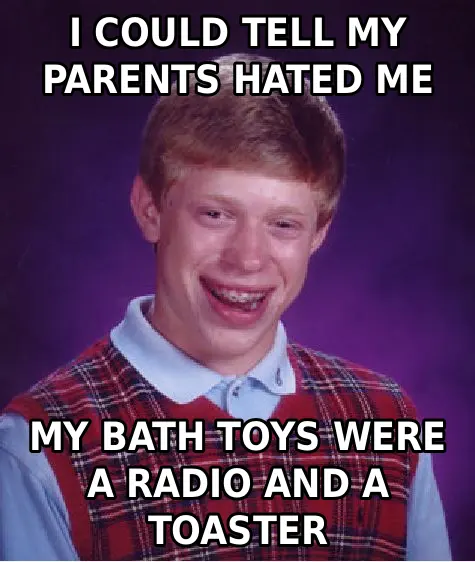 I COULD TELL MY
PARENTS HATED ME
MY BATH TOYS WERE
A RADIO AND A
TOASTER